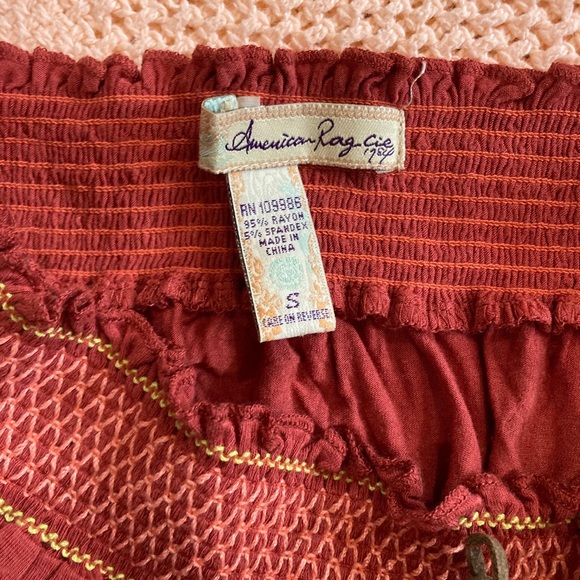 American Rag Cie
1984
RN 109986
95% RAYON
5% SPANDEX
MADE IN
CHINA
S
CARE ON REVERSE